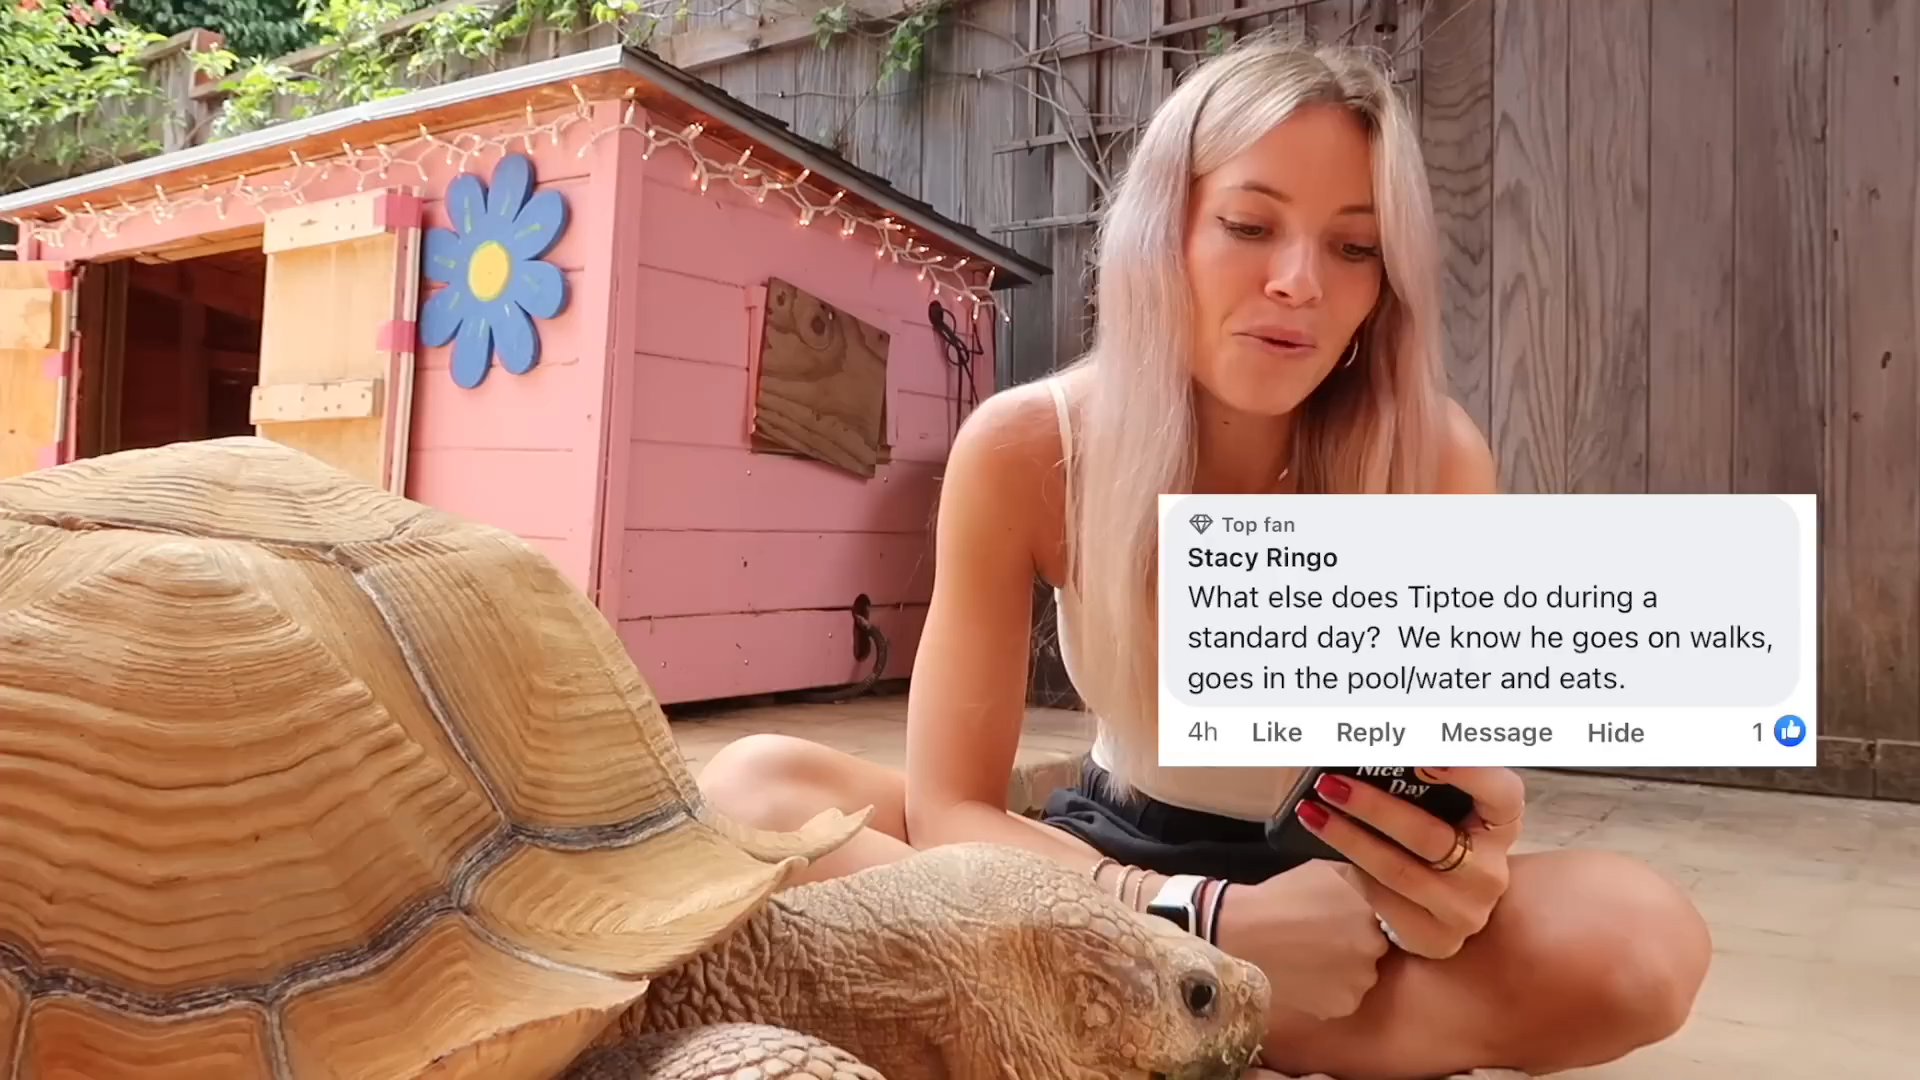 Top fan
Stacy Ringo
What else does Tiptoe do during a
standard day?  We know he goes on walks,
goes in the pool/water and eats.
4h Like Reply Message Hide 1
Nice
Day